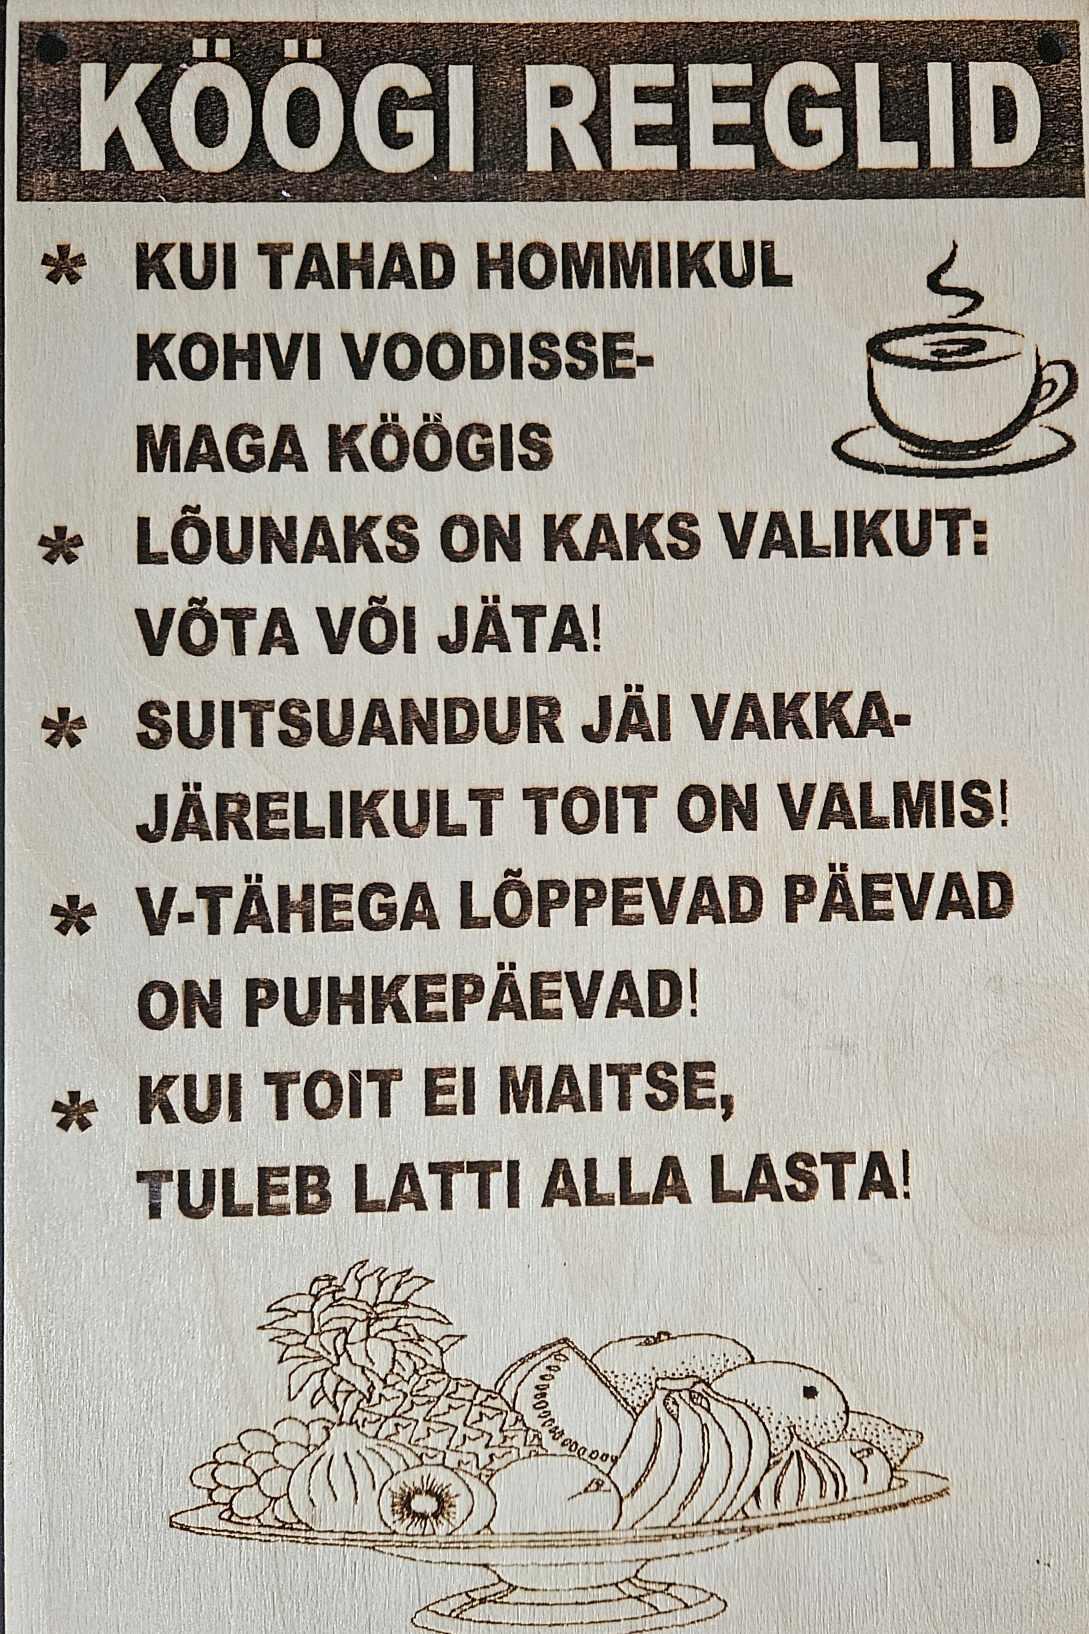 KÖÖGI REEGLID
* KUI TAHAD HOMMIKUL
KOHVI VOODISSE-
MAGA KÖÖGIS
* LÕUNAKS ON KAKS VALIKUT:
VÕTA VÕI JÄTA!
* SUITSUANDUR JÄI VAKKA-
JÄRELIKULT TOIT ON VALMIS!
* V-TÄHEGA LÕPPEVAD PÄEVAD
ON PUHKEPÄEVAD!
* KUI TOIT EI MAITSE,
TULEB LATTI ALLA LASTA!